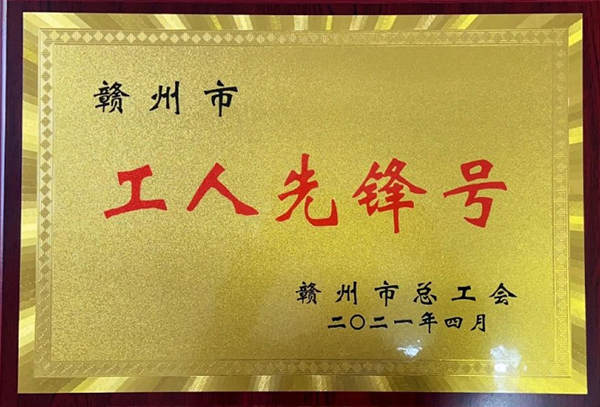 赣州市
工人先锋号
赣州市总工会
二〇二一年四月